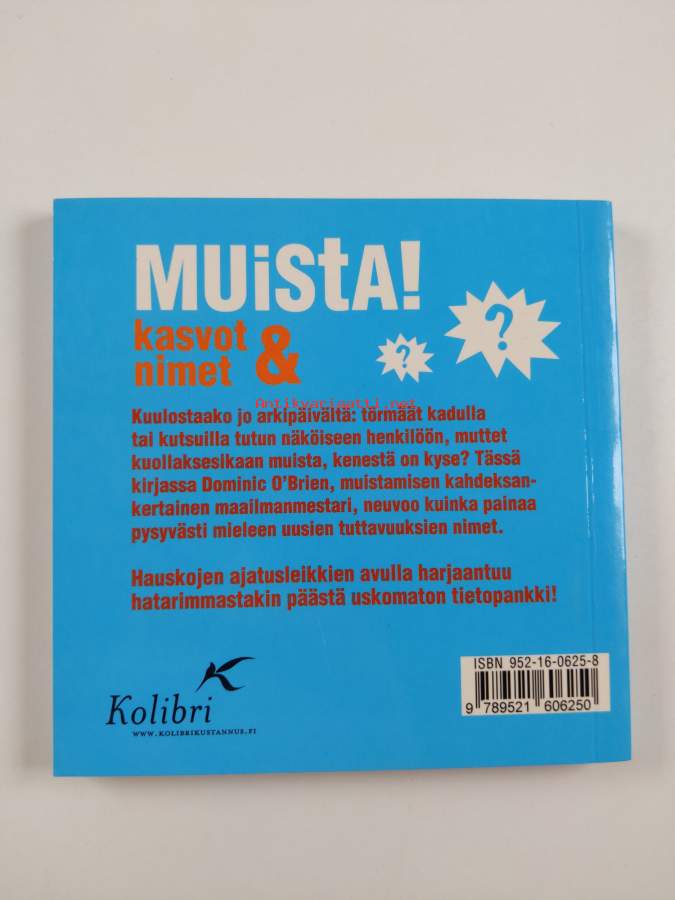 MUiStA!
kasvot &
nimet
?
?
Antikvariaatti.net
Kuulostaako jo arkipäivältä: törmäät kadulla
tai kutsuilla tutun näköiseen henkilöön, muttet
kuollaksesikaan muista, kenestä on kyse? Tässä
kirjassa Dominic O'Brien, muistamisen kahdeksan-
kertainen maailmanmestari, neuvoo kuinka painaa
pysyvästi mieleen uusien tuttavuuksien nimet.
Hauskojen ajatusleikkien avulla harjaantuu
hatarimmastakin päästä uskomaton tietopankki!
ISBN 952-16-0625-8
9 789521 606250
Kolibri
WWW.KOLIBRIKUSTANNUS.FI